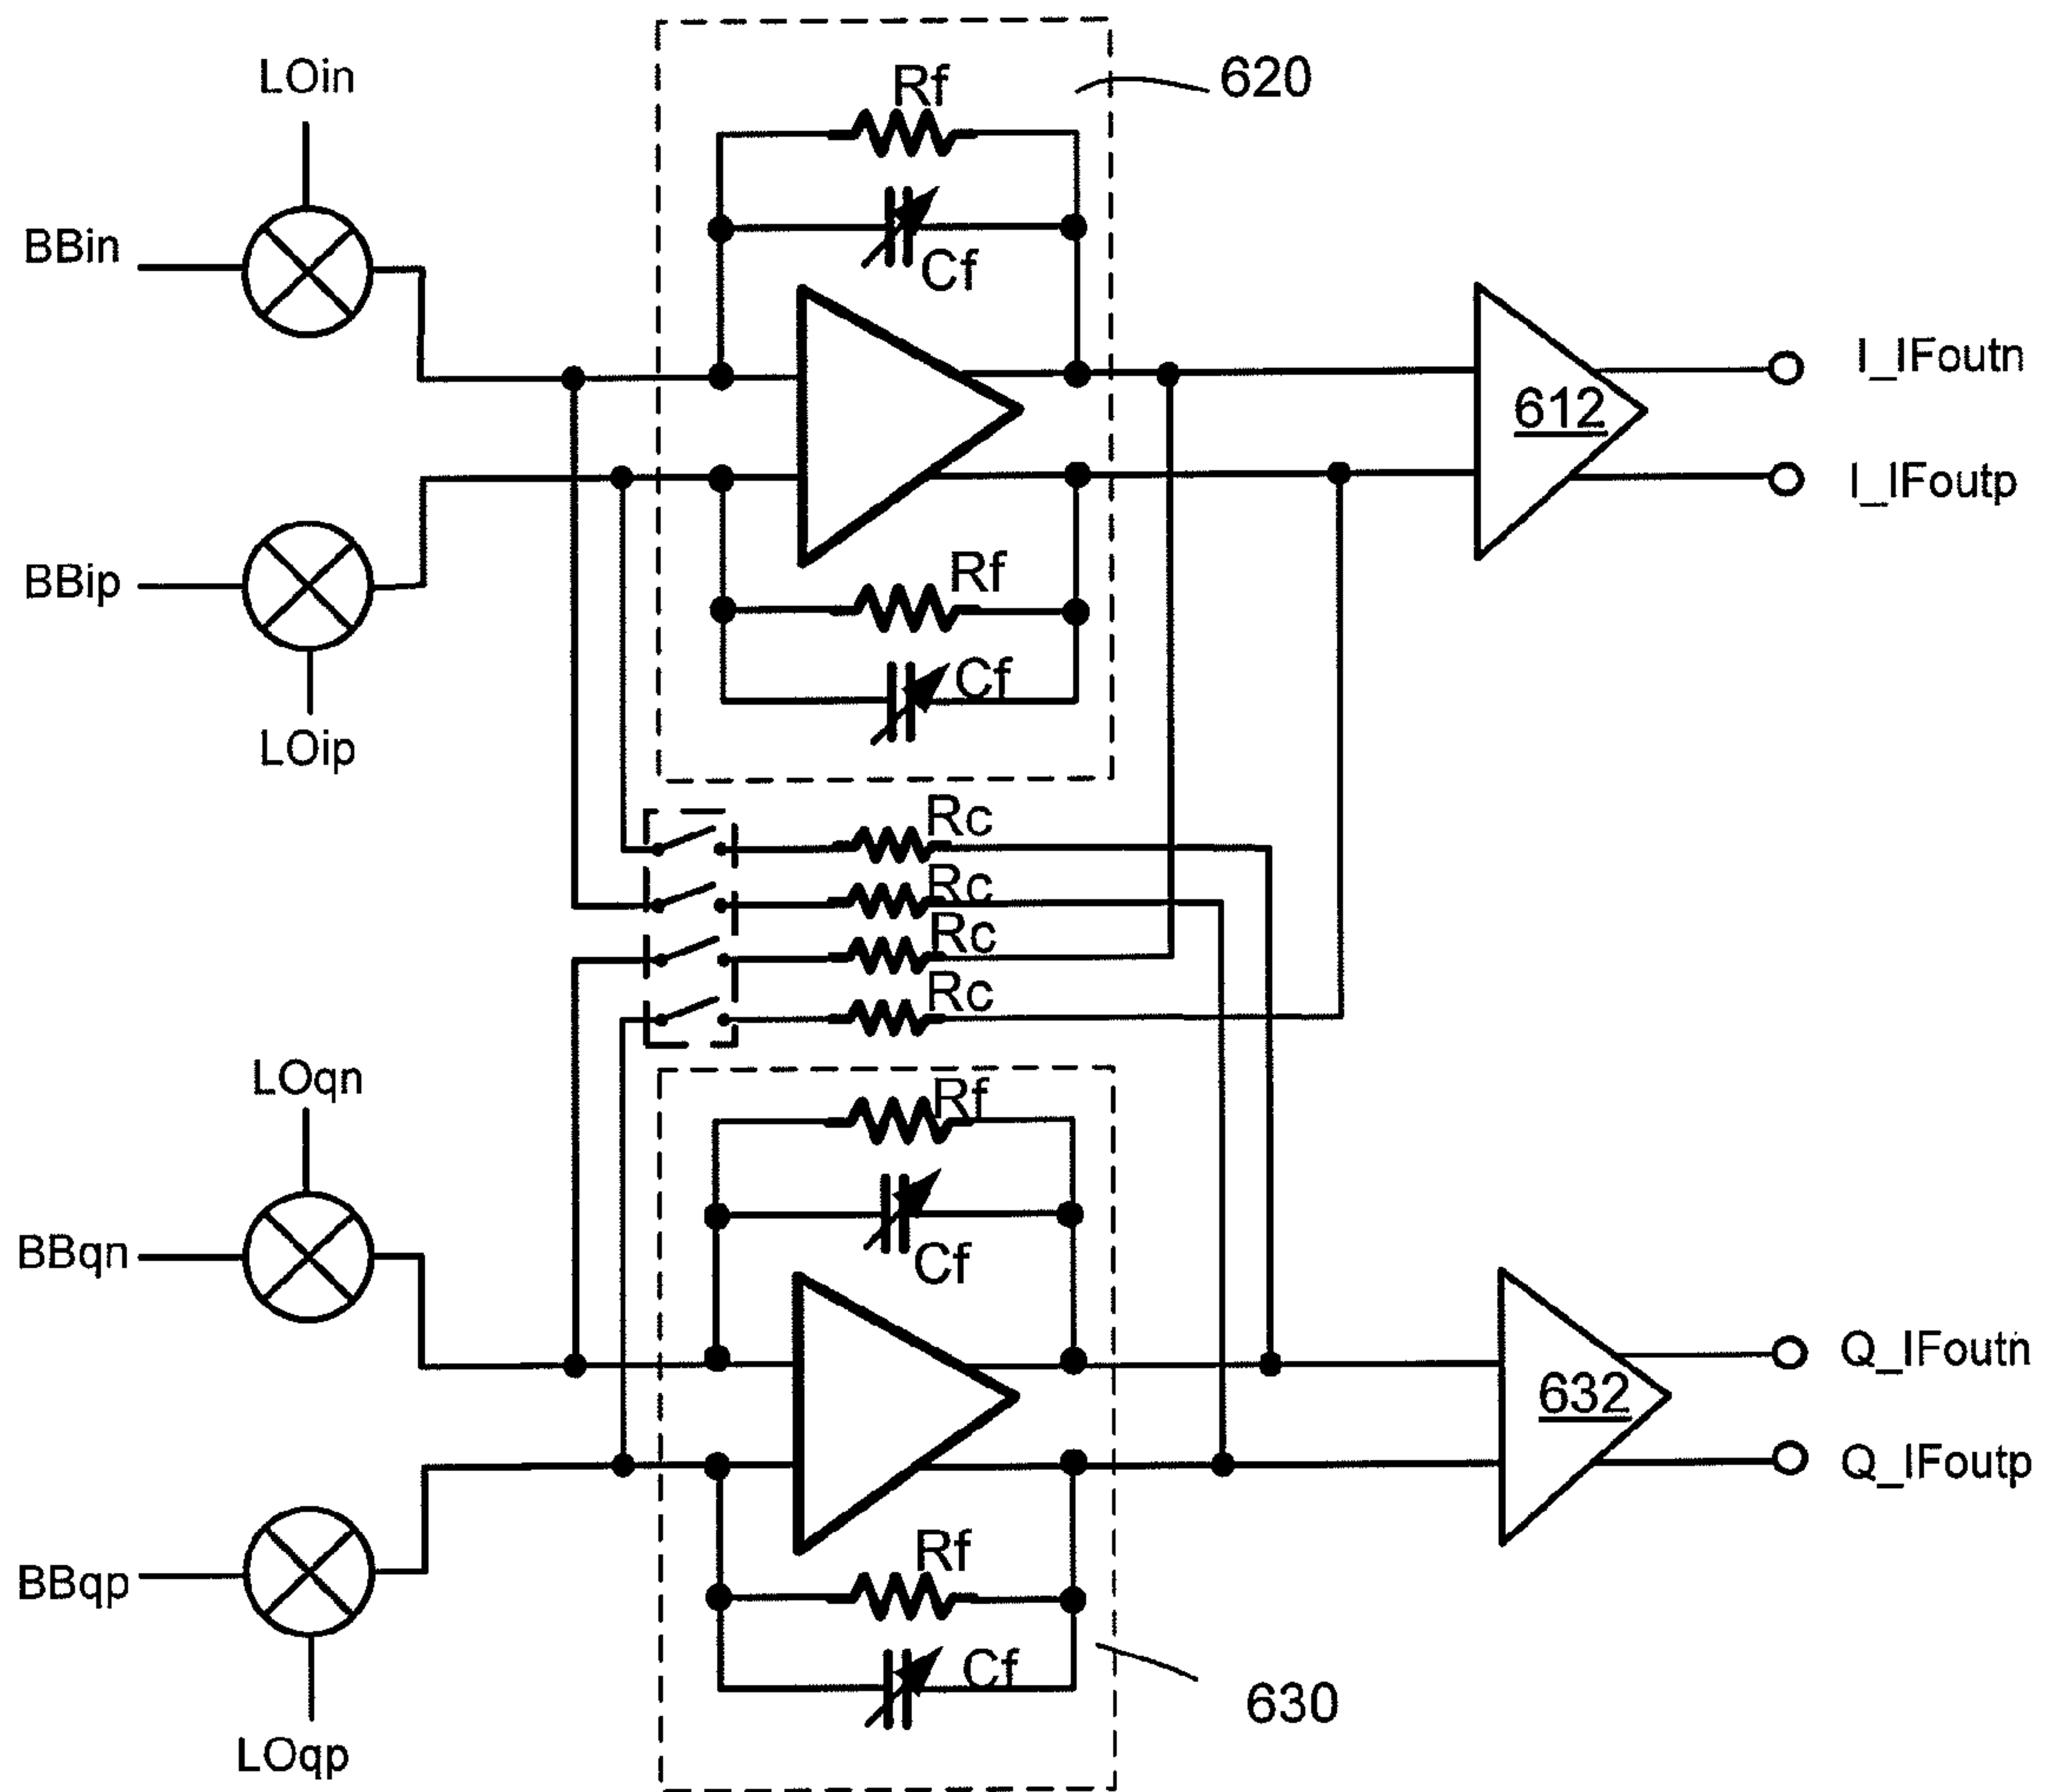 LOin
Rf
620
BBin
Cf
I_IFoutn
612
I_IFoutp
Rf
BBip
Cf
LOip
Rc
Rc
Rc
Rc
LOqn
Rf
BBqn
Cf
Q_IFoutn
632
Q_IFoutp
Rf
BBqp
Cf
630
LOqp